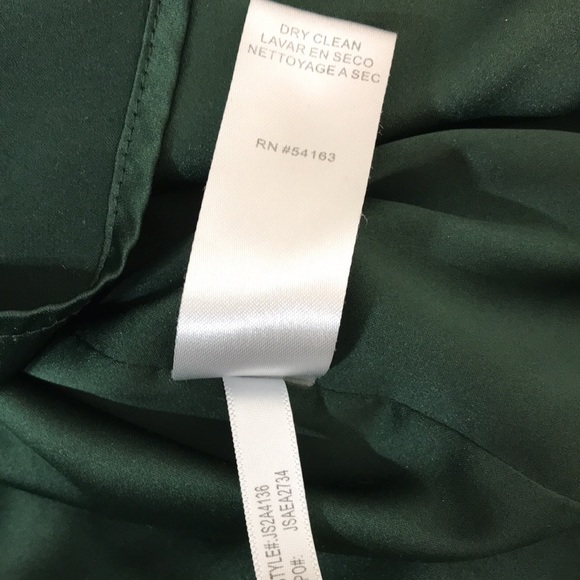 DRY CLEAN
LAVAR EN SECO
NETTOYAGE A SEC
RN #54163
STYLE#:JS2A4136
JSAEA2734
PO#: